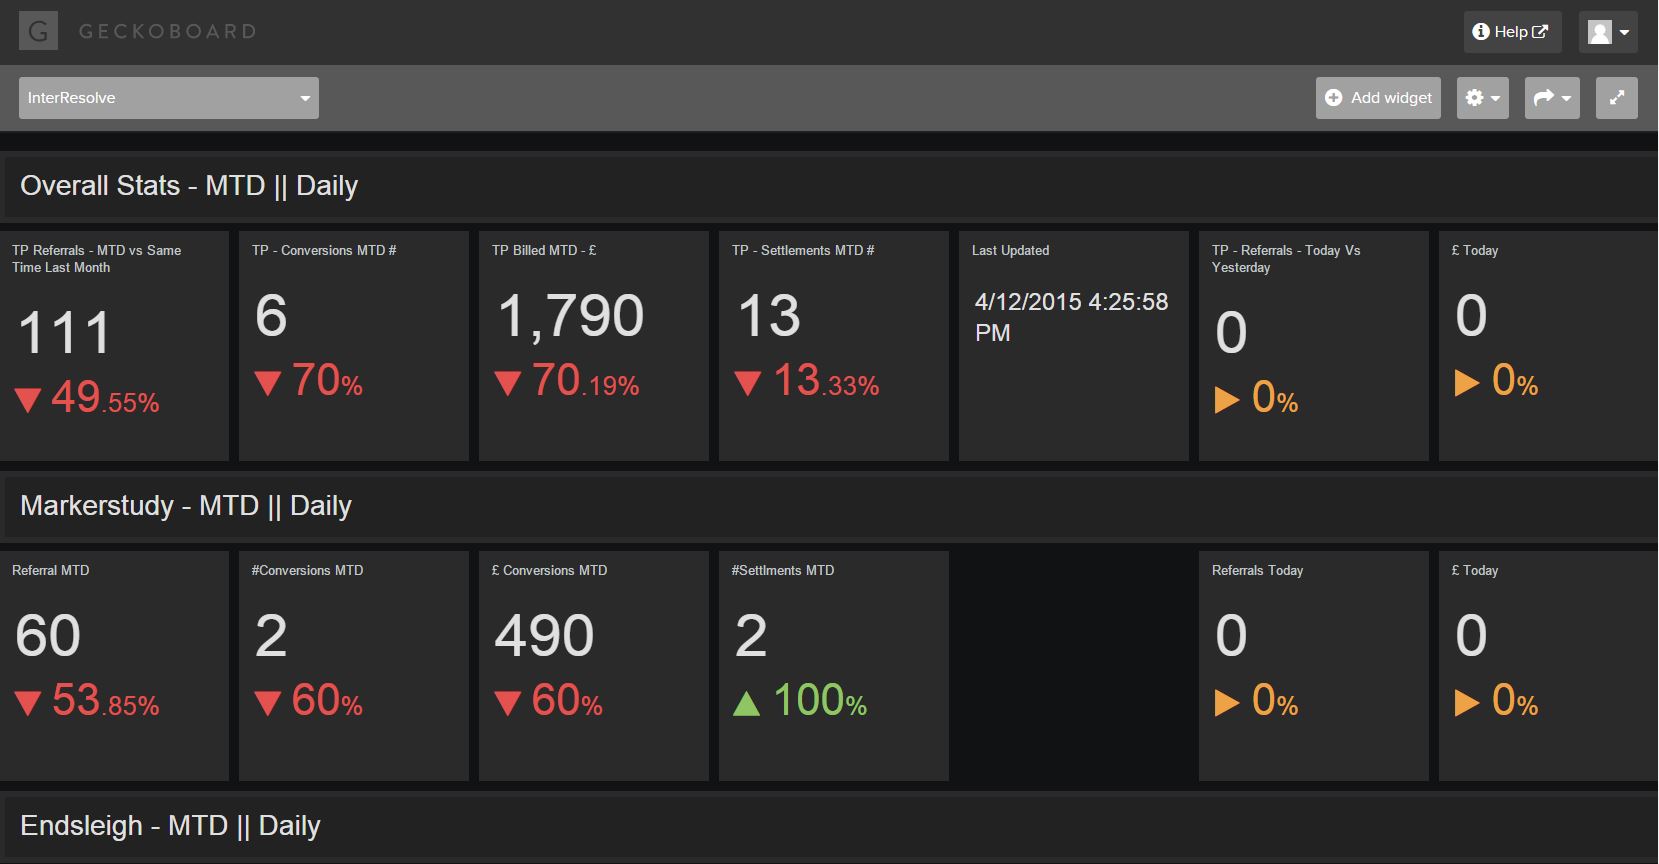 G GECKOBOARD
Help
InterResolve
Add widget
Overall Stats - MTD || Daily
TP Referrals - MTD vs Same
Time Last Month
111
49.55%
TP - Conversions MTD #
6
70%
TP Billed MTD - £
1,790
70.19%
TP - Settlements MTD #
13
13.33%
Last Updated
4/12/2015 4:25:58
PM
TP - Referrals - Today Vs
Yesterday
0
0%
£ Today
0
0%
Markerstudy - MTD || Daily
Referral MTD
60
53.85%
#Conversions MTD
2
60%
£ Conversions MTD
490
60%
#Settlments MTD
2
100%
Referrals Today
0
0%
£ Today
0
0%
Endsleigh - MTD || Daily